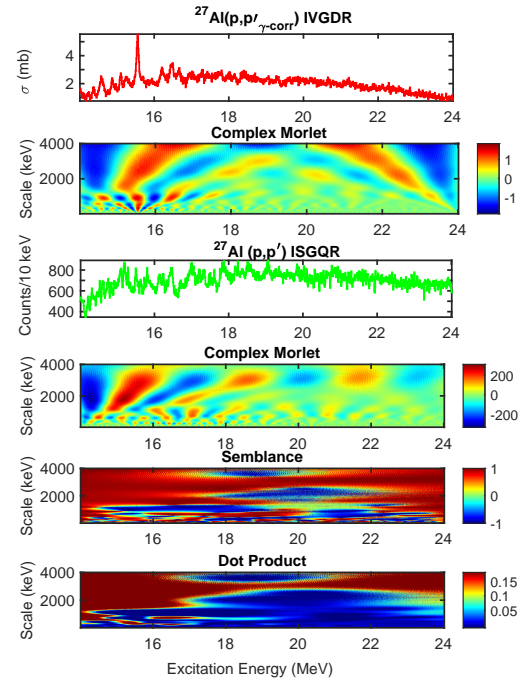 ²⁷Al(p,p′γ-corr) IVGDR
σ (mb)
4
2
16 18 20 22 24
Complex Morlet
Scale (keV)
4000
2000
16 18 20 22 24
1
0
-1
²⁷Al (p,p′) ISGQR
Counts/10 keV
800
600
400
16 18 20 22 24
Complex Morlet
Scale (keV)
4000
2000
0
16 18 20 22 24
200
0
-200
Semblance
Scale (keV)
4000
2000
16 18 20 22 24
1
0
-1
Dot Product
Scale (keV)
4000
2000
16 18 20 22 24
0.15
0.1
0.05
Excitation Energy (MeV)